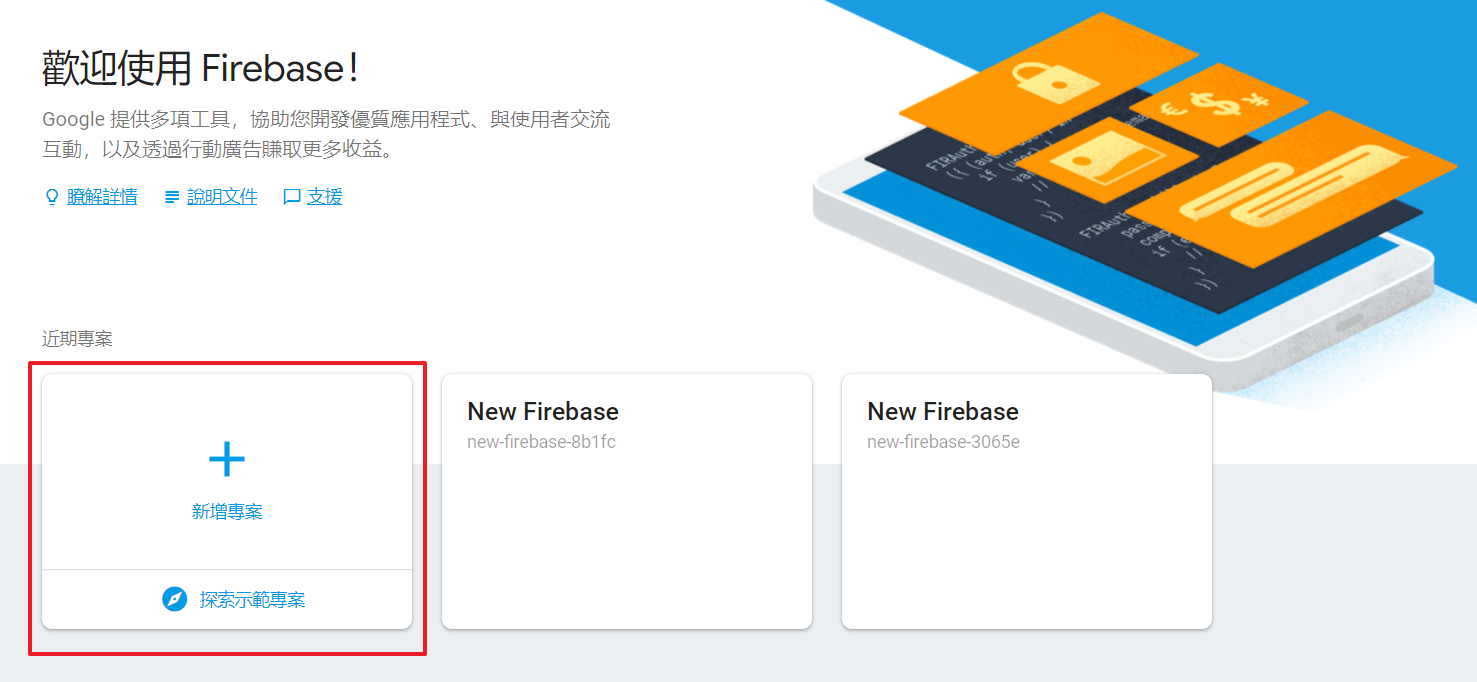 歡迎使用 Firebase！
Google 提供多項工具，協助您開發優質應用程式、與使用者交流
互動，以及透過行動廣告賺取更多收益。
瞭解詳情 說明文件 支援
近期專案
新增專案
探索示範專案
New Firebase
new-firebase-8b1fc
New Firebase
new-firebase-3065e